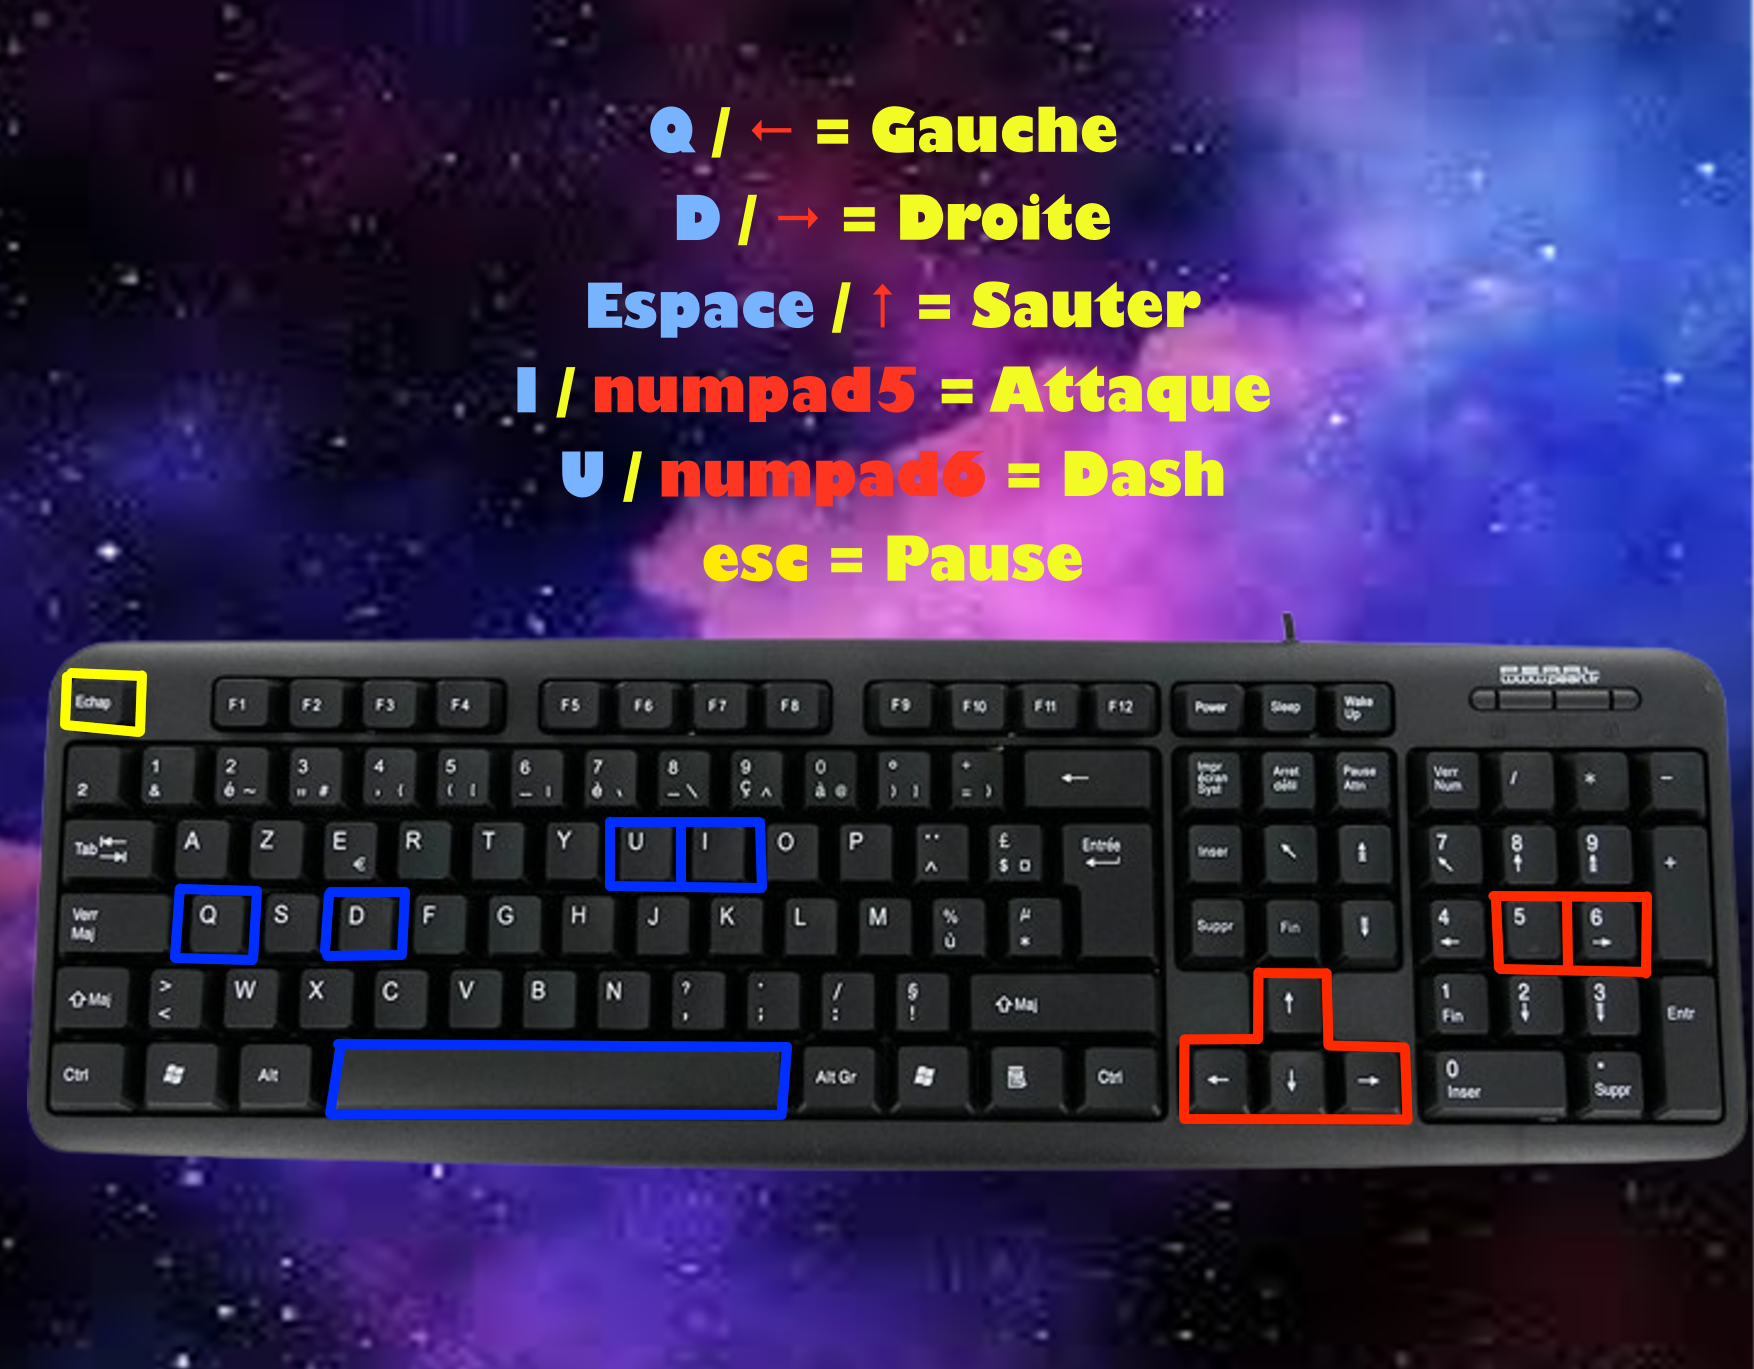 Q / ← = Gauche
D / → = Droite
Espace / ↑ = Sauter
I / numpad5 = Attaque
U / numpad6 = Dash
esc = Pause
Echap F1 F2 F3 F4 F5 F6 F7 F8 F9 F10 F11 F12 Power Sleep Wake Up
2 1 & 2 é ~ 3 " # 4 ' { 5 ( [ 6 - | 7 è ` 8 _ \ 9 ç ^ 0 à @ ° ) ] + = } ← Impr écran Syst Arret défil Pause Attn Verr Num / * -
Tab A Z E € R T Y U I O P ¨ ^ £ $ ¤ Entrée Inser ↖ ⇞ 7 ↖ 8 ↑ 9 ⇞ +
Verr Maj Q S D F G H J K L M % ù µ * Suppr Fin ⇟ 4 ← 5 6 →
⇧ Maj > < W X C V B N ? , . ; / : § ! ⇧ Maj ↑ 1 Fin 2 ↓ 3 ⇟ Entr
Ctrl Alt Alt Gr Ctrl ← ↓ → 0 Inser . Suppr